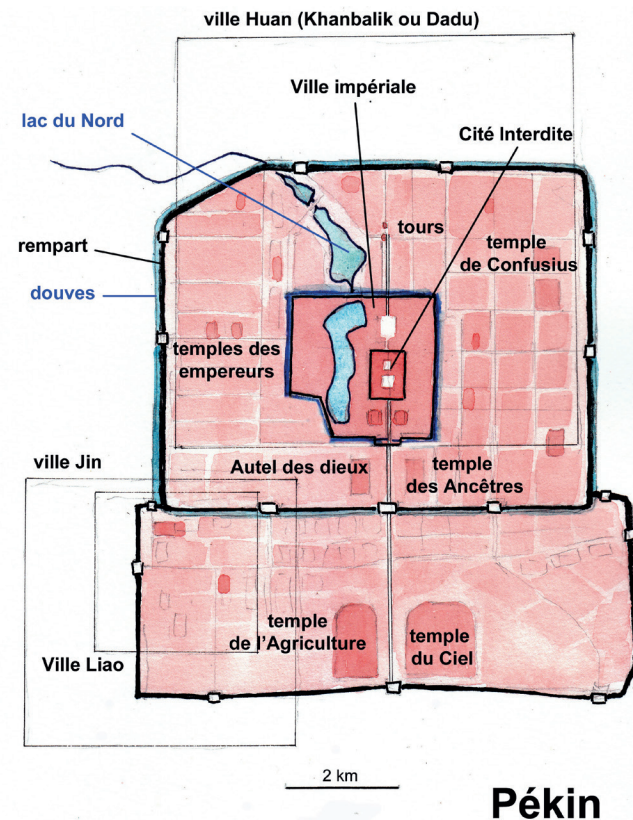 ville Huan (Khanbalik ou Dadu)
Ville impériale
lac du Nord
Cité Interdite
tours
temple
de Confusius
rempart
douves
temples des
empereurs
ville Jin
Autel des dieux
temple
des Ancêtres
temple
de l'Agriculture
temple
du Ciel
Ville Liao
2 km
Pékin